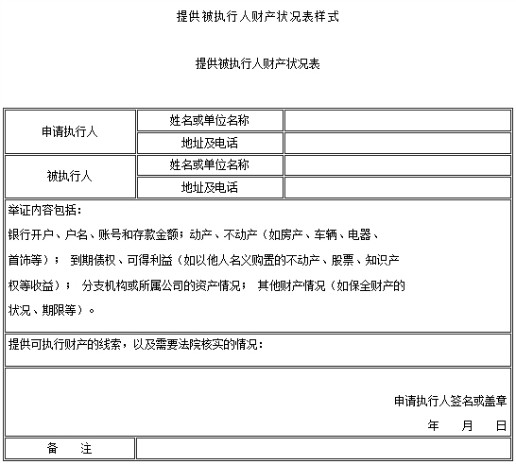 提供被执行人财产状况表样式
提供被执行人财产状况表
申请执行人
姓名或单位名称
地址及电话
被执行人
姓名或单位名称
地址及电话
举证内容包括：
银行开户、户名、账号和存款金额；动产、不动产（如房产、车辆、电器、
首饰等）； 到期债权、可得利益（如以他人名义购置的不动产、股票、知识产
权等收益）； 分支机构或所属公司的资产情况； 其他财产情况（如保全财产的
状况、期限等）。
提供可执行财产的线索，以及需要法院核实的情况：
申请执行人签名或盖章
年 月 日
备 注